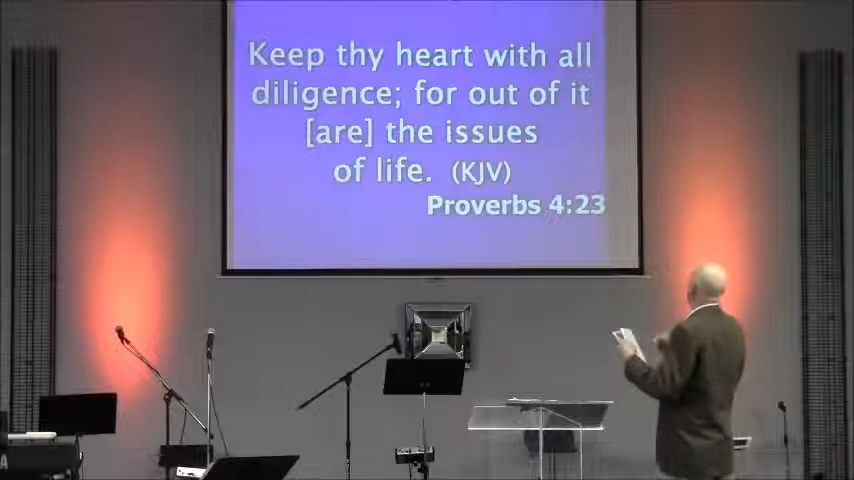 Keep thy heart with all
diligence; for out of it
[are] the issues
of life. (KJV)
Proverbs 4:23